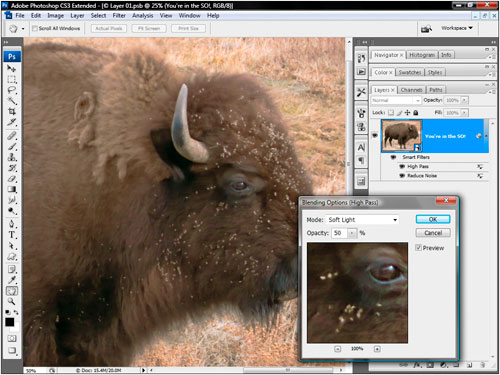 Adobe Photoshop CS3 Extended - [© Layer 01.psb @ 25% (You're in the SO!, RGB/8)]
File Edit Image Layer Select Filter Analysis View Window Help
Scroll All Windows Actual Pixels Fit Screen Print Size Workspace
Ps
Navigator × Histogram Info
Color × Swatches Styles
Layers × Channels Paths
Normal Opacity: 100%
Lock: Fill: 100%
You're in the SO!
Smart Filters
High Pass
Reduce Noise
Blending Options (High Pass)
Mode: Soft Light OK
Opacity: 50 % Cancel
Preview
100%
50% Doc: 15.4M/20.0M